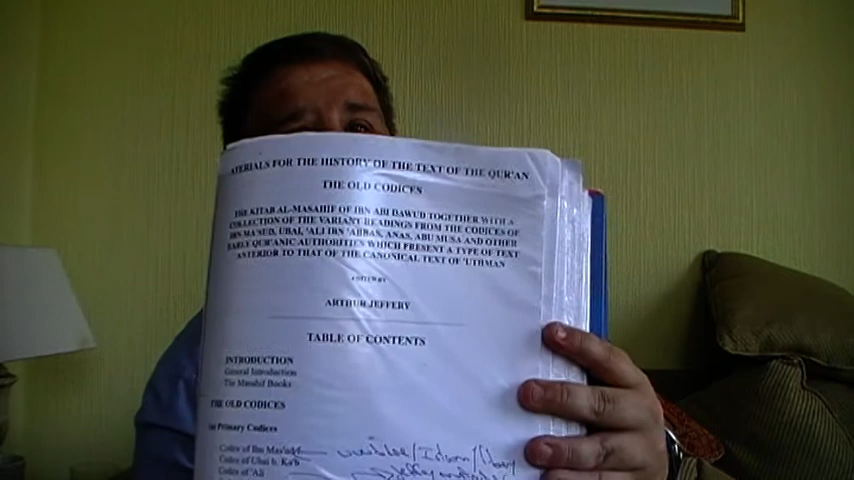 ATERIALS FOR THE HISTORY OF THE TEXT OF THE QUR'AN
THE OLD CODICES
THE KITAB AL-MASAHIF OF IBN ABI DAWUD TOGETHER WITH A
COLLECTION OF THE VARIANT READINGS FROM THE CODICES OF
IBN MA'SUD, UBAI, 'ALI IBN 'ABBAS, ANAS, ABU MUSA AND OTHER
EARLY QUR'ANIC AUTHORITIES WHICH PRESENT A TYPE OF TEXT
ANTERIOR TO THAT OF THE CANONICAL TEXT OF 'UTHMAN
EDITED BY
ARTHUR JEFFERY
TABLE OF CONTENTS
INTRODUCTION
General Introduction
The Masahif Books
THE OLD CODICES
Primary Codices
Codex of Ibn Mas'ud
Codex of Ubai b. Ka'b
Codex of 'Ali